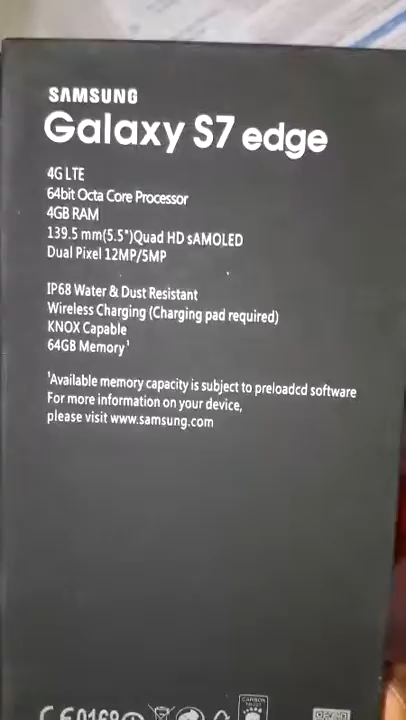 SAMSUNG
Galaxy S7 edge
4G LTE
64bit Octa Core Processor
4GB RAM
139.5 mm(5.5")Quad HD sAMOLED
Dual Pixel 12MP/5MP
IP68 Water & Dust Resistant
Wireless Charging (Charging pad required)
KNOX Capable
64GB Memory¹
¹Available memory capacity is subject to preloadcd software
For more information on your device,
please visit www.samsung.com
CE0168
CARBON